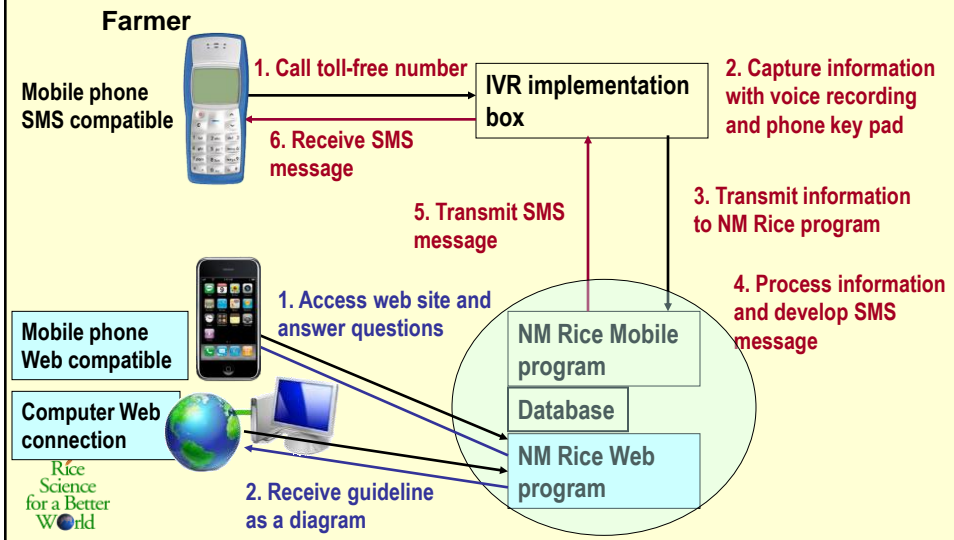 Farmer
Mobile phone
SMS compatible
1. Call toll-free number
6. Receive SMS
message
IVR implementation
box
2. Capture information
with voice recording
and phone key pad
5. Transmit SMS
message
3. Transmit information
to NM Rice program
4. Process information
and develop SMS
message
1. Access web site and
answer questions
Mobile phone
Web compatible
NM Rice Mobile
program
Database
Computer Web
connection
NM Rice Web
program
2. Receive guideline
as a diagram
Rice
Science
for a Better
World